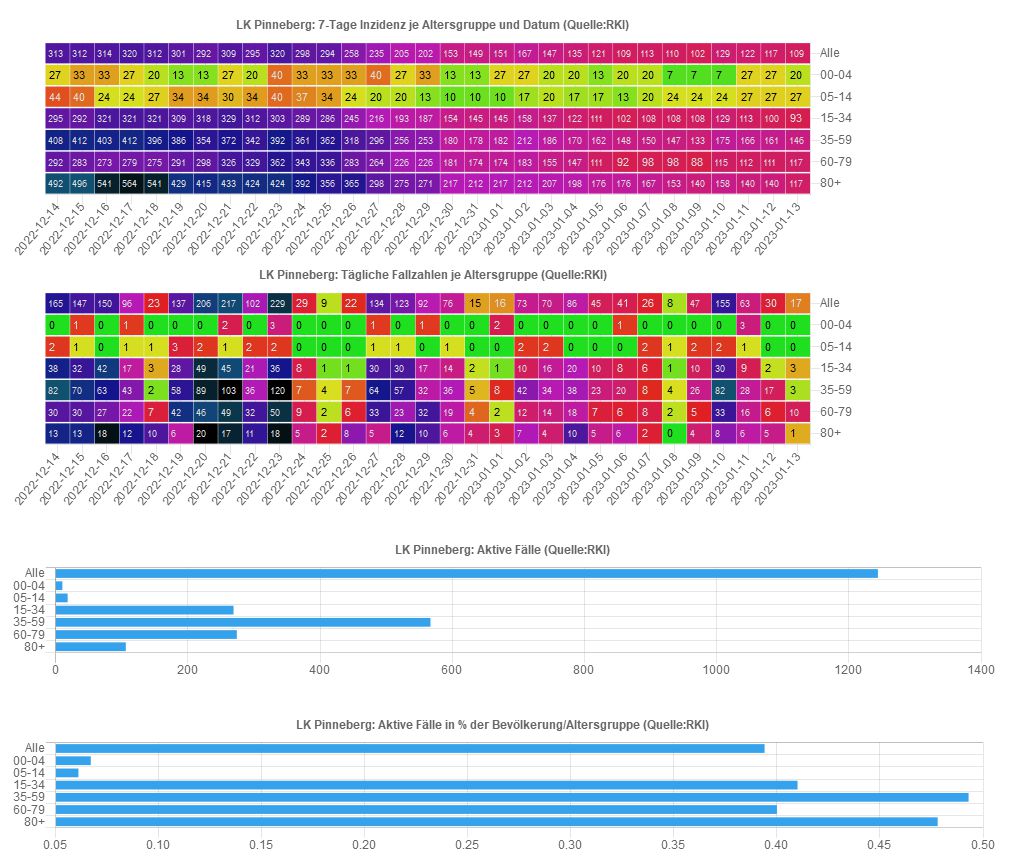 LK Pinneberg: 7-Tage Inzidenz je Altersgruppe und Datum (Quelle:RKI)
313 312 314 320 312 301 292 309 295 320 298 294 258 235 205 202 153 149 151 167 147 135 121 109 113 110 102 129 122 117 109 Alle
27 33 33 27 20 13 13 27 20 40 33 33 33 40 27 33 13 13 27 27 20 20 13 20 20 7 7 7 27 27 20 00-04
44 40 24 24 27 34 34 30 34 40 37 34 24 20 20 13 10 10 10 17 20 17 17 13 20 24 24 24 27 27 27 05-14
295 292 321 321 321 309 318 329 312 303 289 286 245 216 193 187 154 145 145 158 137 122 111 102 108 108 108 129 113 100 93 15-34
408 412 403 412 396 386 354 372 342 392 361 362 318 296 235 253 180 178 182 212 186 170 162 148 150 147 133 175 166 161 146 35-59
292 283 273 279 275 291 298 326 329 362 343 336 283 264 226 226 181 174 174 183 155 147 111 92 98 98 88 115 112 111 117 60-79
492 496 541 564 541 429 415 433 424 424 392 356 365 298 275 271 217 212 217 212 207 198 176 176 167 153 140 158 140 140 117 80+
2022-12-14 2022-12-15 2022-12-16 2022-12-17 2022-12-18 2022-12-19 2022-12-20 2022-12-21 2022-12-22 2022-12-23 2022-12-24 2022-12-25 2022-12-26 2022-12-27 2022-12-28 2022-12-29 2022-12-30 2022-12-31 2023-01-01 2023-01-02 2023-01-03 2023-01-04 2023-01-05 2023-01-06 2023-01-07 2023-01-08 2023-01-09 2023-01-10 2023-01-11 2023-01-12 2023-01-13
LK Pinneberg: Tägliche Fallzahlen je Altersgruppe (Quelle:RKI)
165 147 150 96 23 137 206 217 102 229 29 9 22 134 123 92 76 15 16 73 70 86 45 41 26 8 47 155 63 30 17 Alle
0 1 0 1 0 0 0 2 0 3 0 0 0 1 0 1 0 0 2 0 0 0 0 1 0 0 0 0 3 0 0 00-04
2 1 0 1 1 3 2 1 2 2 0 0 0 1 1 0 1 0 0 2 2 0 0 0 2 1 2 2 1 0 0 05-14
38 32 42 17 3 28 49 45 21 36 8 1 1 30 30 17 14 2 1 10 16 20 10 8 6 1 10 30 9 2 3 15-34
82 70 63 43 2 58 89 103 36 120 7 4 7 64 57 32 36 5 8 42 34 38 23 20 8 4 26 82 28 17 3 35-59
30 30 27 22 7 42 46 49 32 50 9 2 6 33 23 32 19 4 2 12 14 18 7 6 8 2 5 33 16 6 10 60-79
13 13 18 12 10 6 20 17 11 18 5 2 8 5 12 10 6 4 3 7 4 10 5 6 2 0 4 8 6 5 1 80+
2022-12-14 2022-12-15 2022-12-16 2022-12-17 2022-12-18 2022-12-19 2022-12-20 2022-12-21 2022-12-22 2022-12-23 2022-12-24 2022-12-25 2022-12-26 2022-12-27 2022-12-28 2022-12-29 2022-12-30 2022-12-31 2023-01-01 2023-01-02 2023-01-03 2023-01-04 2023-01-05 2023-01-06 2023-01-07 2023-01-08 2023-01-09 2023-01-10 2023-01-11 2023-01-12 2023-01-13
LK Pinneberg: Aktive Fälle (Quelle:RKI)
Alle
00-04
05-14
15-34
35-59
60-79
80+
0 200 400 600 800 1000 1200 1400
LK Pinneberg: Aktive Fälle in % der Bevölkerung/Altersgruppe (Quelle:RKI)
Alle
00-04
05-14
15-34
35-59
60-79
80+
0.05 0.10 0.15 0.20 0.25 0.30 0.35 0.40 0.45 0.50